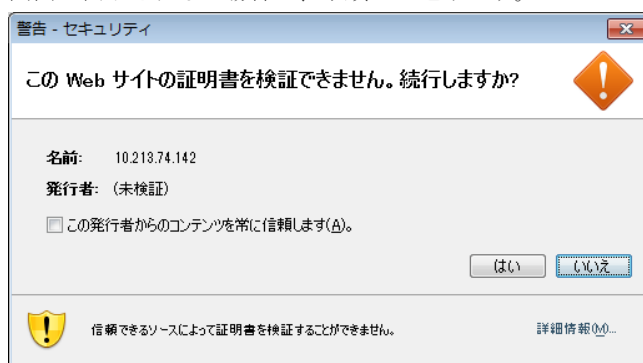 警告 - セキュリティ
この Web サイトの証明書を検証できません。続行しますか?
名前: 10.213.74.142
発行者: (未検証)
この発行者からのコンテンツを常に信頼します(A)。
はい いいえ
信頼できるソースによって証明書を検証することができません。 詳細情報(M)...